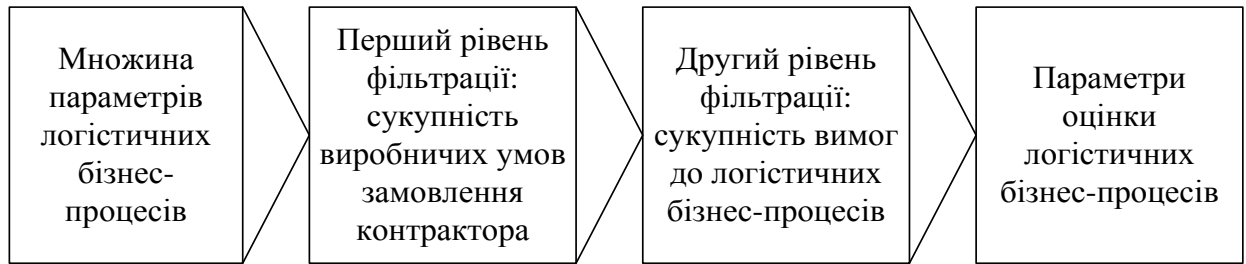 Множина
параметрів
логістичних
бізнес-
процесів
Перший рівень
фільтрації:
сукупність
виробничих умов
замовлення
контрактора
Другий рівень
фільтрації:
сукупність вимог
до логістичних
бізнес-процесів
Параметри
оцінки
логістичних
бізнес-процесів